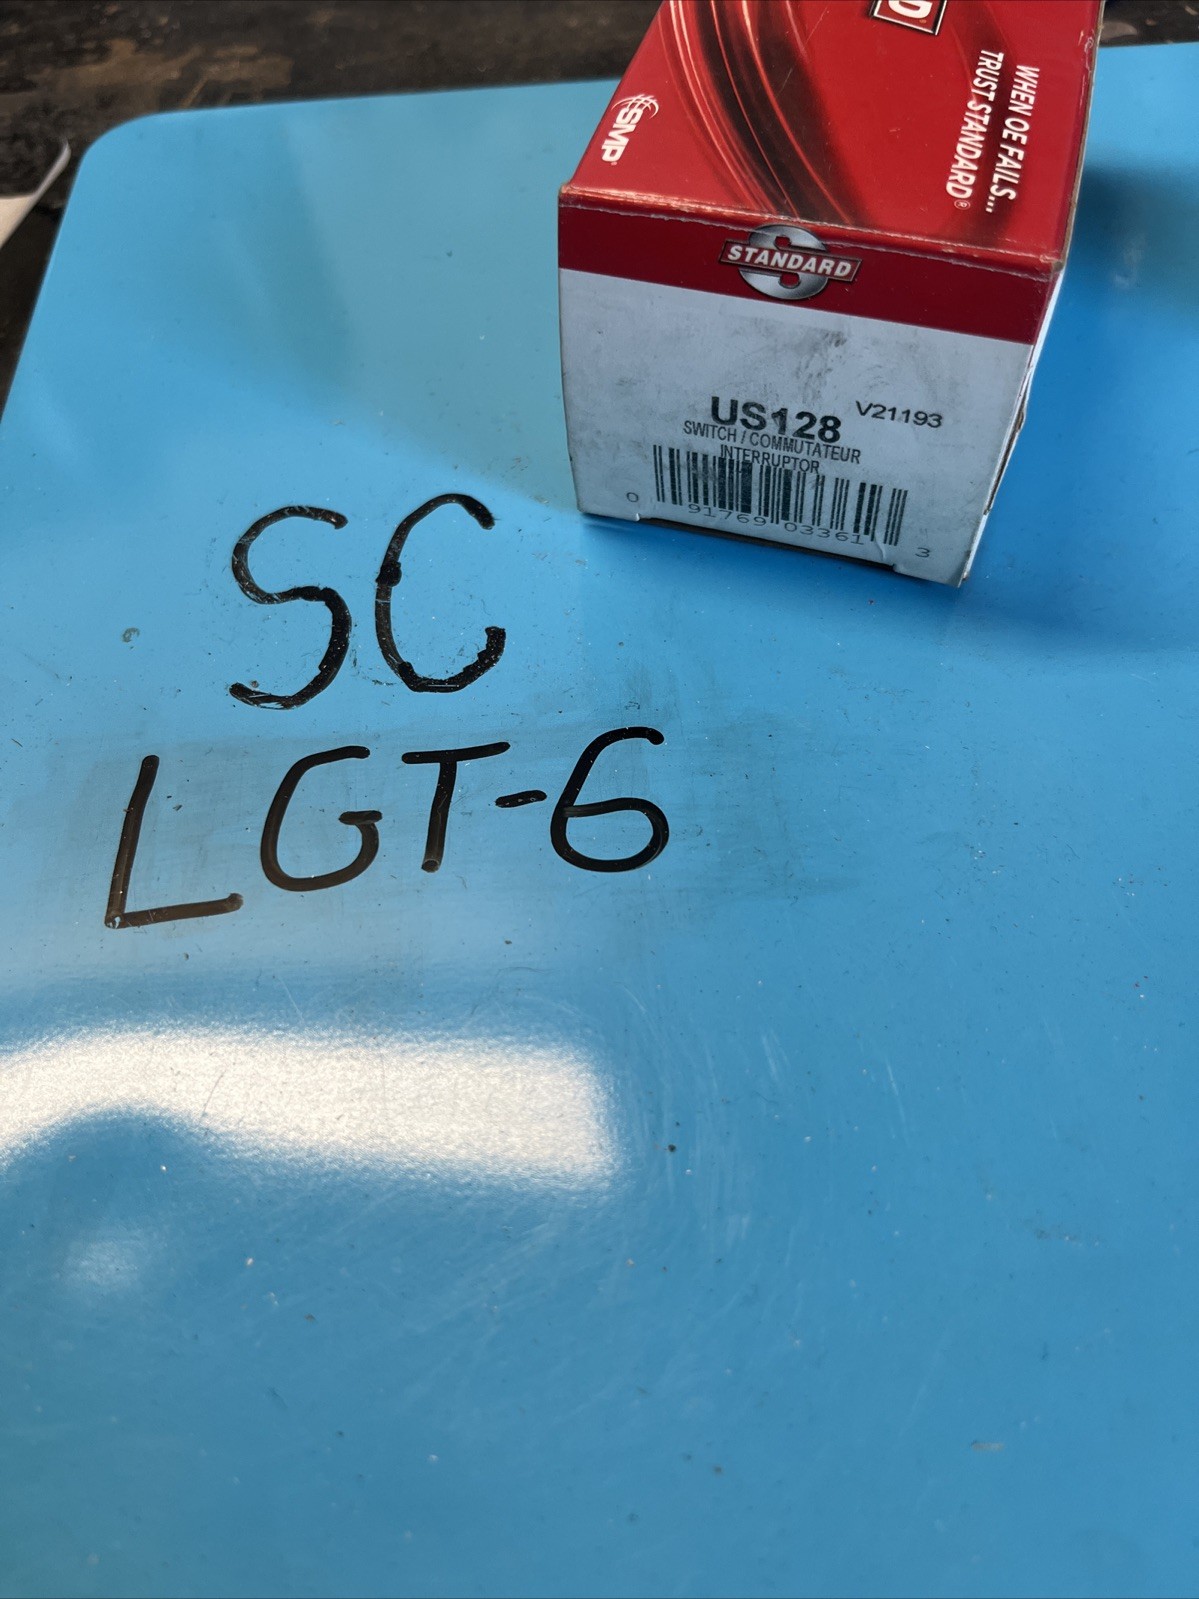 SMP
WHEN OE FAILS...
TRUST STANDARD®
STANDARD
US128 V21193
SWITCH / COMMUTATEUR
INTERRUPTOR
0 91769 03361 3
SC
LGT-6